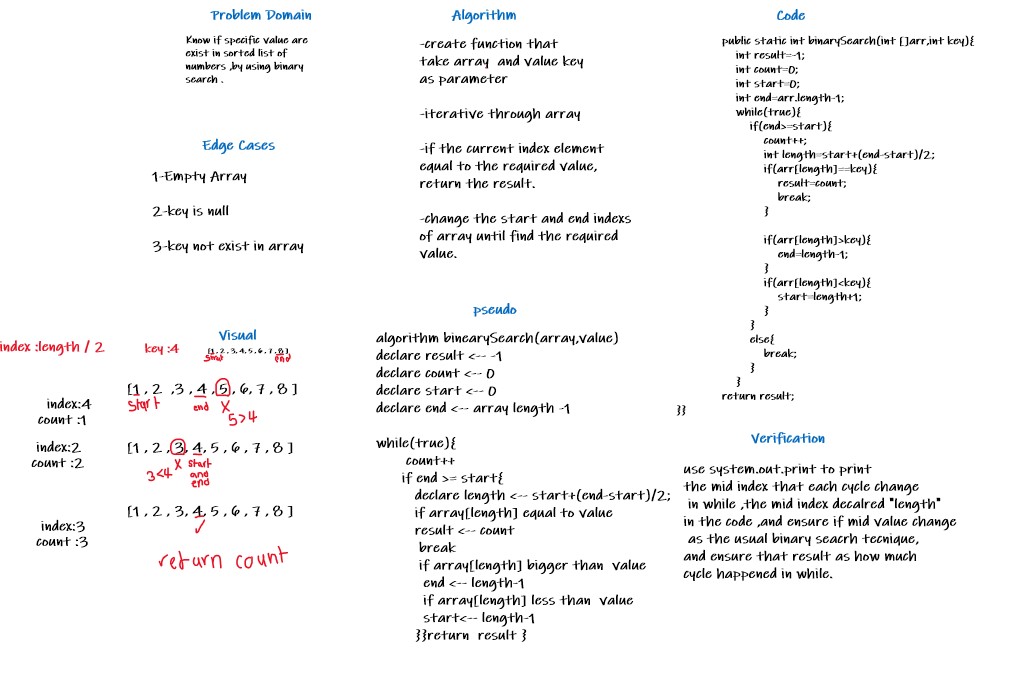 Problem Domain
Know if specific value are
exist in sorted list of
numbers ,by using binary
search .
Edge Cases
1-Empty Array
2-key is null
3-key not exist in array
Visual
index :length / 2
key :4
[1,2,3,4,5,6,7,8]
start
end
[1,2,3,4,5,6,7,8]
start
end
X
5>4
index:4
count :1
[1,2,3,4,5,6,7,8]
index:2
count :2
3<4
X
start
and
end
[1,2,3,4,5,6,7,8]
index:3
count :3
return count
Algorithm
-create function that
take array and value key
as parameter
-iterative through array
-if the current index element
equal to the required value,
return the result.
-change the start and end indexs
of array until find the required
value.
pseudo
algorithm binearySearch(array,value)
declare result <-- -1
declare count <-- 0
declare start <-- 0
declare end <-- array length -1
while(true){
count++
if end >= start{
declare length <-- start+(end-start)/2;
if array[length] equal to value
result <-- count
break
if array[length] bigger than value
end <-- length-1
if array[length] less than value
start<-- length-1
}}return result }
Code
public static int binarySearch(int []arr,int key){
int result=-1;
int count=0;
int start=0;
int end=arr.length-1;
while(true){
if(end>=start){
count++;
int length=start+(end-start)/2;
if(arr[length]==key){
result=count;
break;
}
if(arr[length]>key){
end=length-1;
}
if(arr[length]<key){
start=length+1;
}
}
else{
break;
}
}
return result;
}}
Verification
use system.out.print to print
the mid index that each cycle change
in while ,the mid index decalred "length"
in the code ,and ensure if mid value change
as the usual binary seacrh tecnique,
and ensure that result as how much
cycle happened in while.